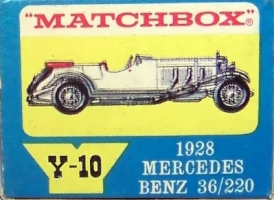 "MATCHBOX"®
Y-10
1928
MERCEDES
BENZ 36/220